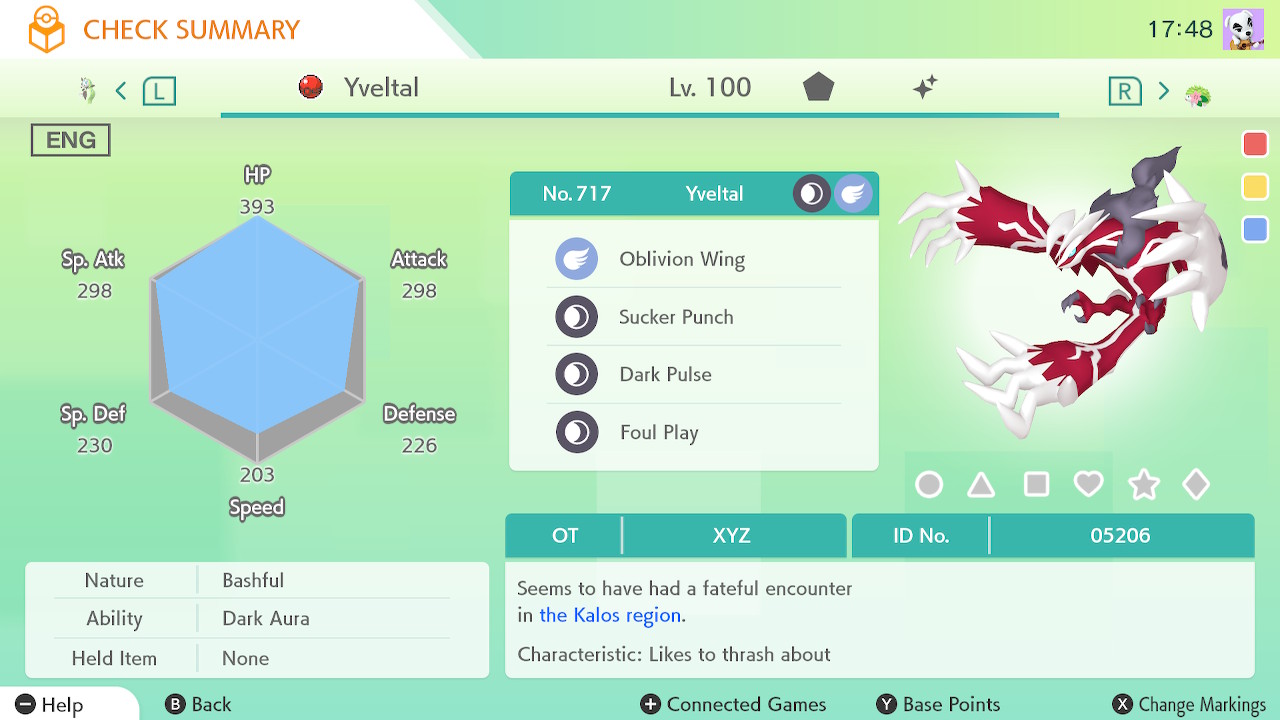 CHECK SUMMARY
17:48
L
Yveltal
Lv. 100
R
ENG
HP
393
Sp. Atk
298
Attack
298
Sp. Def
230
Defense
226
203
Speed
No. 717 Yveltal
Oblivion Wing
Sucker Punch
Dark Pulse
Foul Play
OT XYZ
ID No. 05206
Nature Bashful
Ability Dark Aura
Held Item None
Seems to have had a fateful encounter
in the Kalos region.
Characteristic: Likes to thrash about
Help
B Back
Connected Games
Y Base Points
X Change Markings